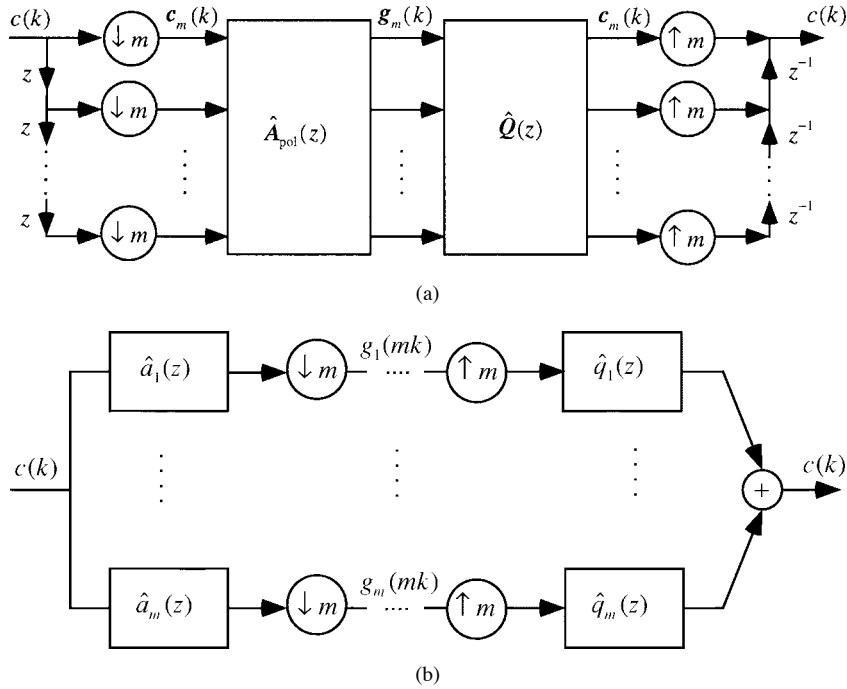 c(k) ↓m c_m(k) g_m(k) c_m(k) ↑m c(k)
z z⁻¹
↓m ↑m
z Â_pol(z) Q̂(z) z⁻¹
z ↓m ↑m z⁻¹
(a)
â_1(z) ↓m g_1(mk) ↑m q̂_1(z)
c(k) + c(k)
â_m(z) ↓m g_m(mk) ↑m q̂_m(z)
(b)